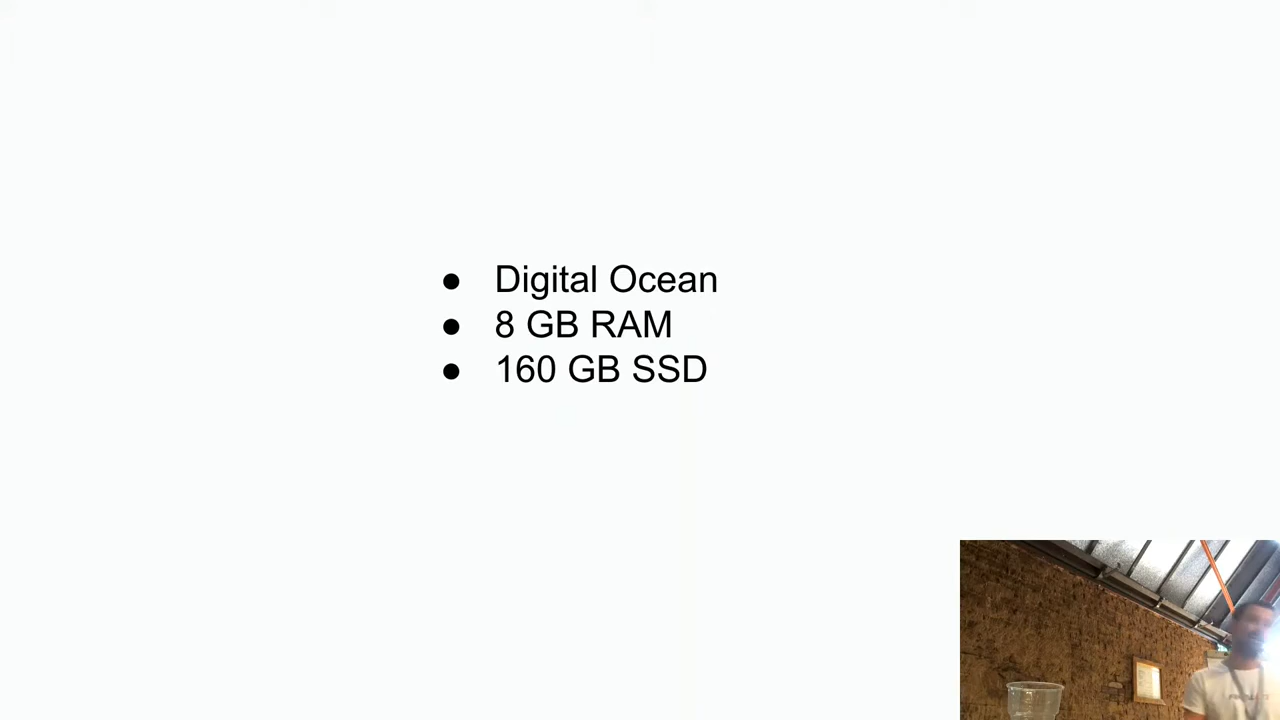 ● Digital Ocean
● 8 GB RAM
● 160 GB SSD